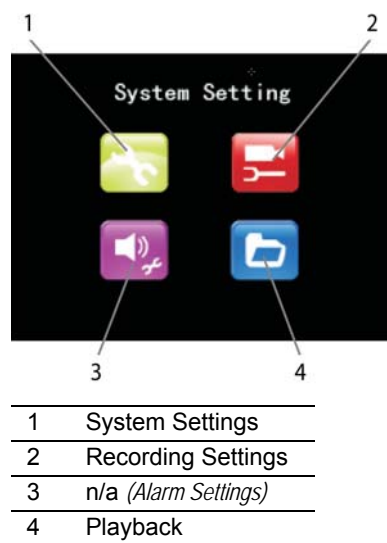 1 2
System Setting
3 4
1 System Settings
2 Recording Settings
3 n/a (Alarm Settings)
4 Playback